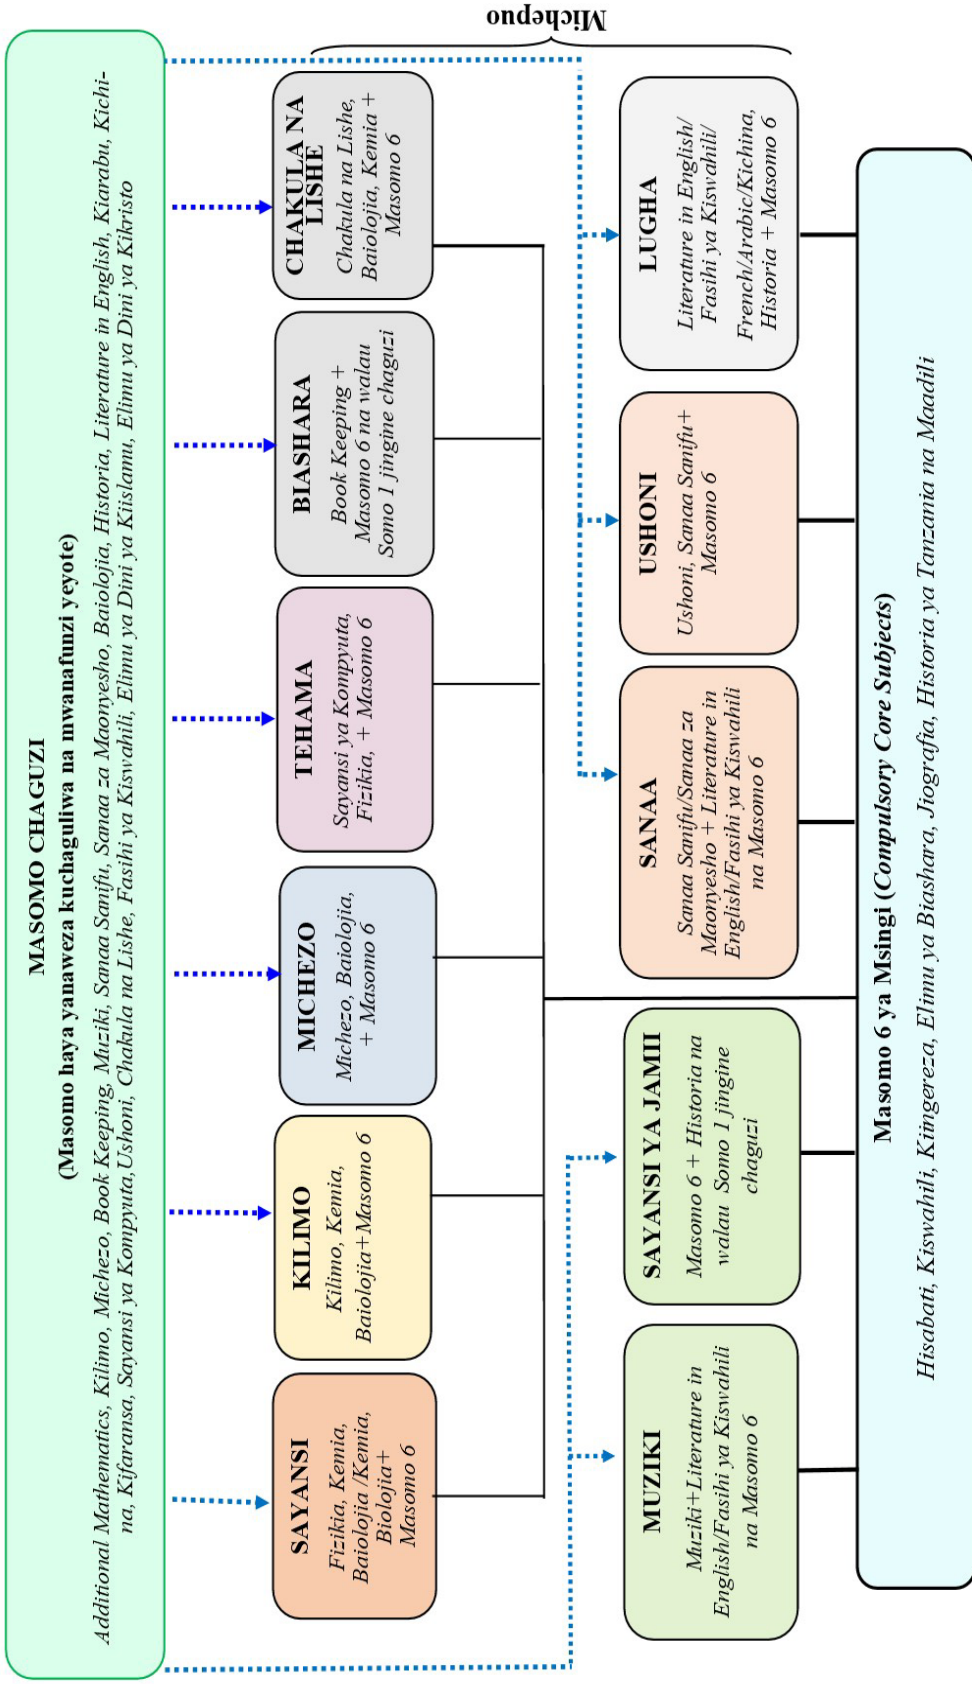 MASOMO CHAGUZI
(Masomo haya yanaweza kuchaguliwa na mwanafunzi yeyote)
Additional Mathematics, Kilimo, Michezo, Book Keeping, Muziki, Sanaa Sanifu, Sanaa za Maonyesho, Baiolojia, Historia, Literature in English, Kiarabu, Kichi-
na, Kifaransa, Sayansi ya Kompyuta,Ushoni, Chakula na Lishe, Fasihi ya Kiswahili, Elimu ya Dini ya Kiislamu, Elimu ya Dini ya Kikristo
SAYANSI
Fizikia, Kemia,
Baiolojia /Kemia,
Biolojia+
Masomo 6
KILIMO
Kilimo, Kemia,
Baiolojia+Masomo 6
MICHEZO
Michezo, Baiolojia,
+ Masomo 6
TEHAMA
Sayansi ya Kompyuta,
Fizikia, + Masomo 6
BIASHARA
Book Keeping +
Masomo 6 na walau
Somo 1 jingine chaguzi
CHAKULA NA
LISHE
Chakula na Lishe,
Baiolojia, Kemia +
Masomo 6
Michepuo
MUZIKI
Muziki+Literature in
English/Fasihi ya Kiswahili
na Masomo 6
SAYANSI YA JAMII
Masomo 6 + Historia na
walau Somo 1 jingine
chaguzi
SANAA
Sanaa Sanifu/Sanaa za
Maonyesho + Literature in
English/Fasihi ya Kiswahili
na Masomo 6
USHONI
Ushoni, Sanaa Sanifu+
Masomo 6
LUGHA
Literature in English/
Fasihi ya Kiswahili/
French/Arabic/Kichina,
Historia + Masomo 6
Masomo 6 ya Msingi (Compulsory Core Subjects)
Hisabati, Kiswahili, Kiingereza, Elimu ya Biashara, Jiografia, Historia ya Tanzania na Maadili